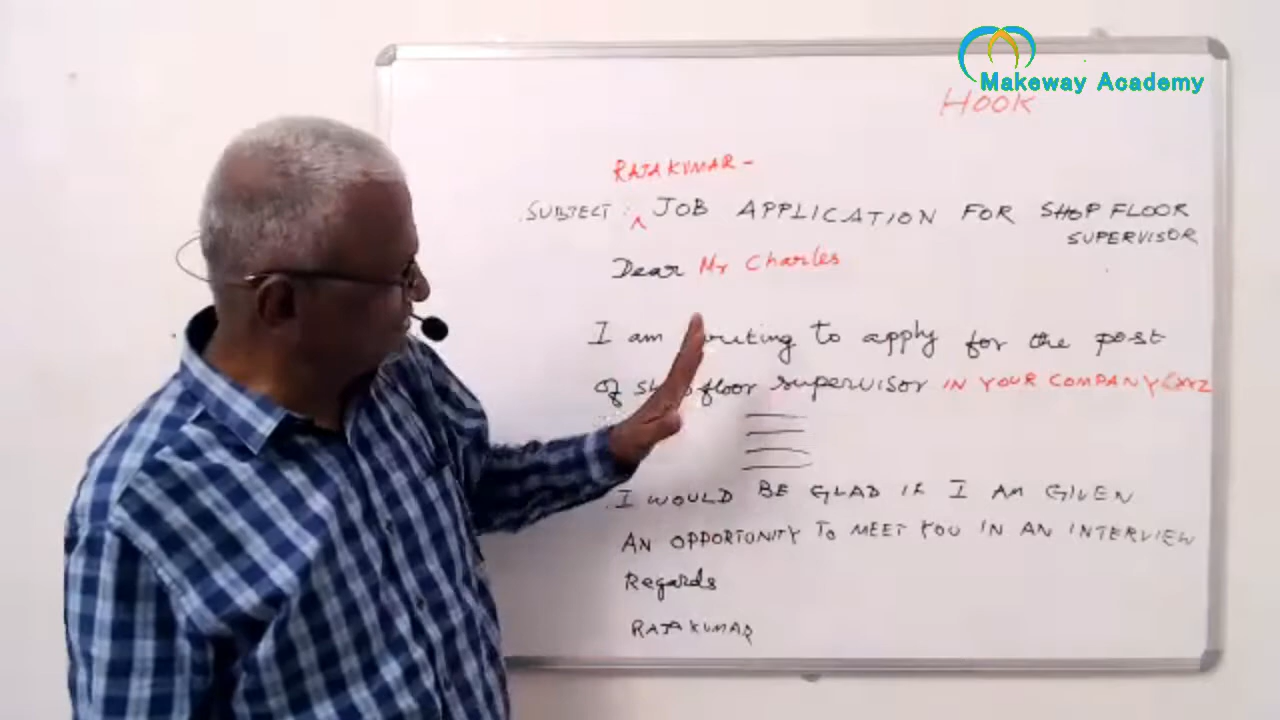 Makeway Academy
HOOK
RAJAKUMAR -
SUBJECT : ^ JOB APPLICATION FOR SHOP FLOOR
SUPERVISOR
Dear Mr Charles
I am writing to apply for the post
of floor supervisor IN YOUR COMPANY
I WOULD BE GLAD IF I AM GIVEN
AN OPPORTUNITY TO MEET YOU IN AN INTERVIEW
Regards
RAJAKUMAR